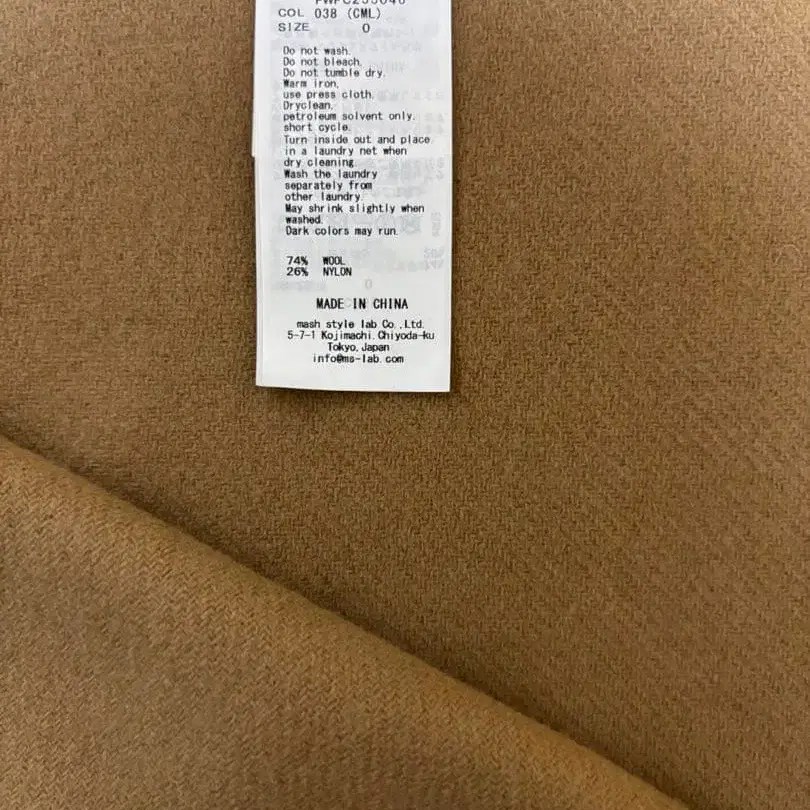 COL 038 (CML)
SIZE 0
Do not wash.
Do not bleach.
Do not tumble dry.
Warm iron,
use press cloth.
Dryclean,
petroleum solvent only.
short cycle.
Turn inside out and place
in a laundry net when
dry cleaning.
Wash the laundry
separately from
other laundry.
May shrink slightly when
washed.
Dark colors may run.
74% WOOL
26% NYLON
MADE IN CHINA
mash style lab Co.,Ltd.
5-7-1 Kojimachi.Chiyoda-ku
Tokyo,Japan
info@ms-lab.com